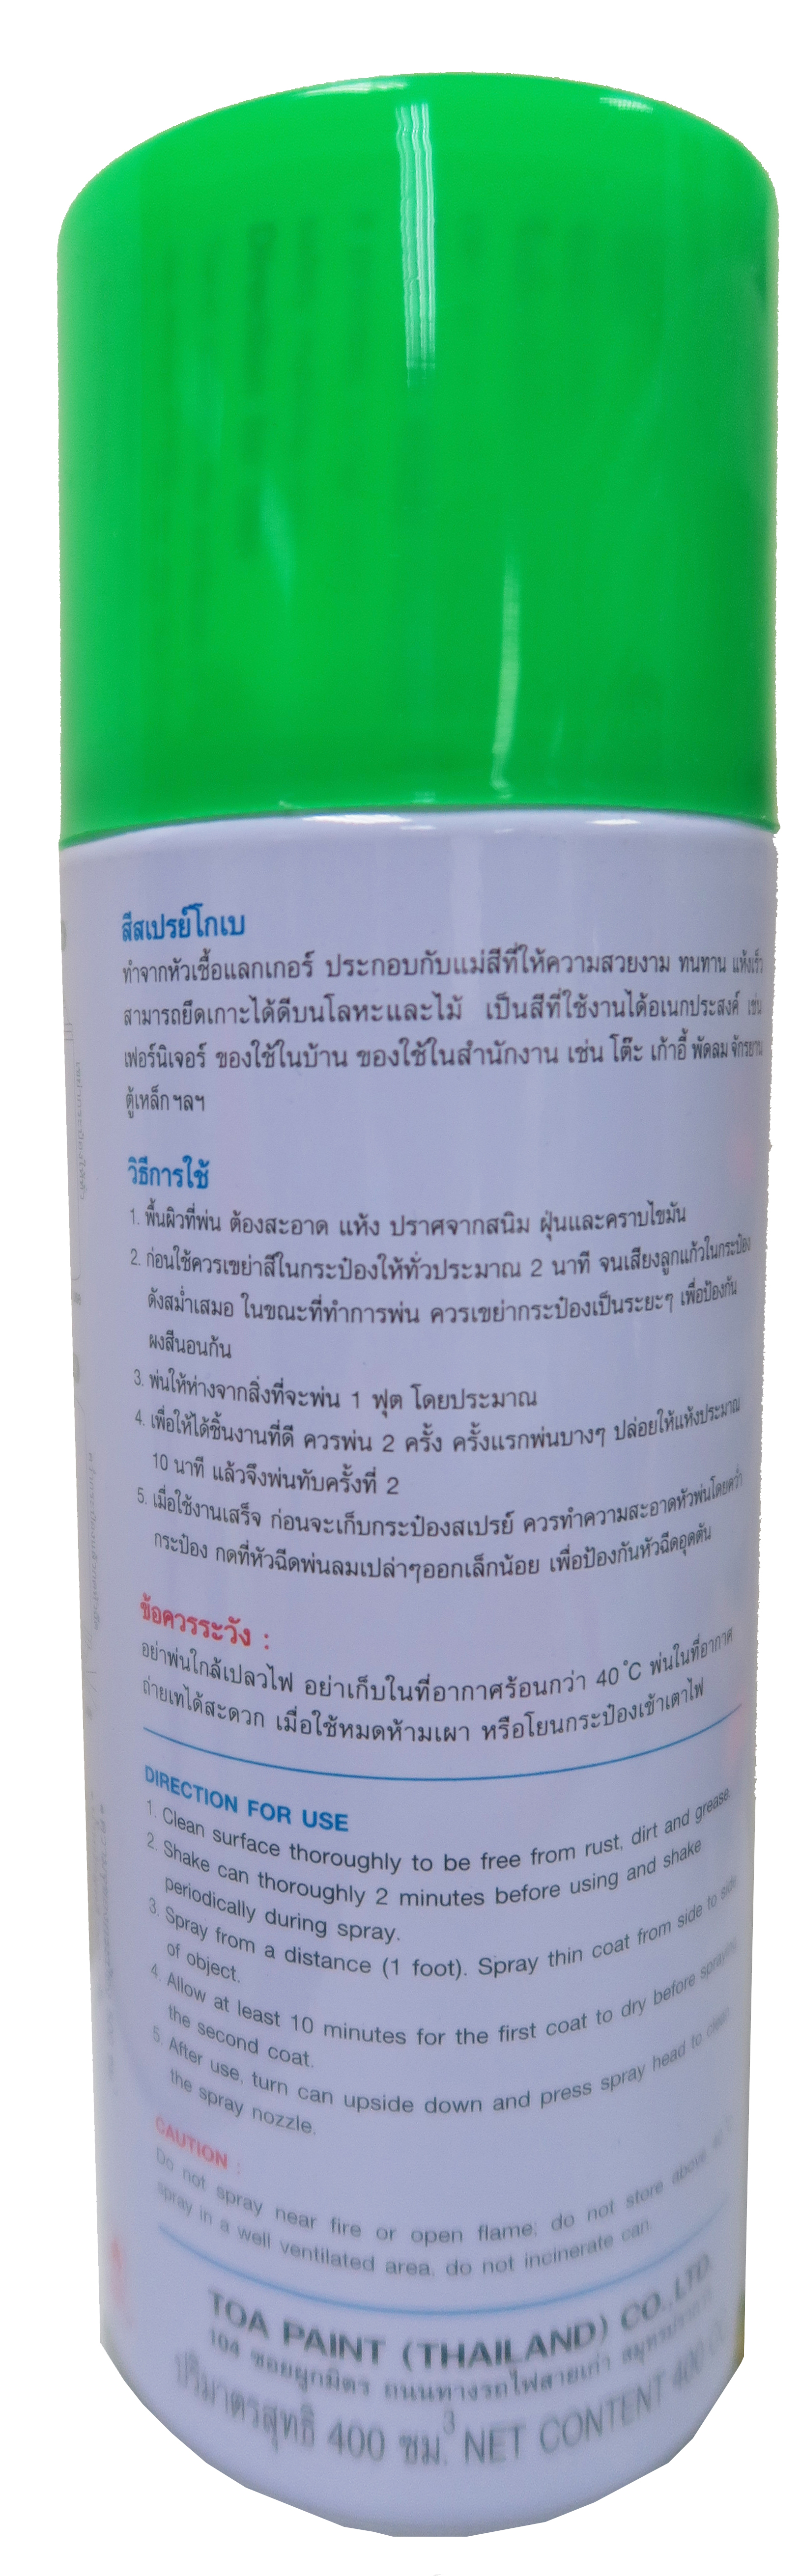 สีสเปรย์โกเบ
ทำจากหัวเชื้อแลกเกอร์ ประกอบกับแม่สีที่ให้ความสวยงาม ทนทาน แห้งเร็ว
สามารถยึดเกาะได้ดีบนโลหะและไม้ เป็นสีที่ใช้งานได้อเนกประสงค์ เช่น
เฟอร์นิเจอร์ ของใช้ในบ้าน ของใช้ในสำนักงาน เช่น โต๊ะ เก้าอี้ พัดลม จักรยาน
ตู้เหล็ก ฯลฯ
วิธีการใช้
1. พื้นผิวที่พ่น ต้องสะอาด แห้ง ปราศจากสนิม ฝุ่นและคราบไขมัน
2. ก่อนใช้ควรเขย่าสีในกระป๋องให้ทั่วประมาณ 2 นาที จนเสียงลูกแก้วในกระป๋อง
ดังสม่ำเสมอ ในขณะที่ทำการพ่น ควรเขย่ากระป๋องเป็นระยะๆ เพื่อป้องกัน
ผงสีนอนก้น
3. พ่นให้ห่างจากสิ่งที่จะพ่น 1 ฟุต โดยประมาณ
4. เพื่อให้ได้ชิ้นงานที่ดี ควรพ่น 2 ครั้ง ครั้งแรกพ่นบางๆ ปล่อยให้แห้งประมาณ
10 นาที แล้วจึงพ่นทับครั้งที่ 2
5. เมื่อใช้งานเสร็จ ก่อนจะเก็บกระป๋องสเปรย์ ควรทำความสะอาดหัวพ่นโดยคว่ำ
กระป๋อง กดที่หัวฉีดพ่นลมเปล่าๆออกเล็กน้อย เพื่อป้องกันหัวฉีดอุดตัน
ข้อควรระวัง :
อย่าพ่นใกล้เปลวไฟ อย่าเก็บในที่อากาศร้อนกว่า 40°C พ่นในที่อากาศ
ถ่ายเทได้สะดวก เมื่อใช้หมดห้ามเผา หรือโยนกระป๋องเข้าเตาไฟ
DIRECTION FOR USE
1. Clean surface thoroughly to be free from rust, dirt and grease.
2. Shake can thoroughly 2 minutes before using and shake
periodically during spray.
3. Spray from a distance (1 foot). Spray thin coat from side to side
of object.
4. Allow at least 10 minutes for the first coat to dry before spraying
the second coat.
5. After use, turn can upside down and press spray head to clean
the spray nozzle.
CAUTION :
Do not spray near fire or open flame; do not store above 40°C
spray in a well ventilated area, do not incinerate can.
TOA PAINT (THAILAND) CO.,LTD.
104 ซอยผูกมิตร ถนนทางรถไฟสายเก่า สมุทรปราการ
ปริมาตรสุทธิ 400 ซม.³ NET CONTENT 400 CC.